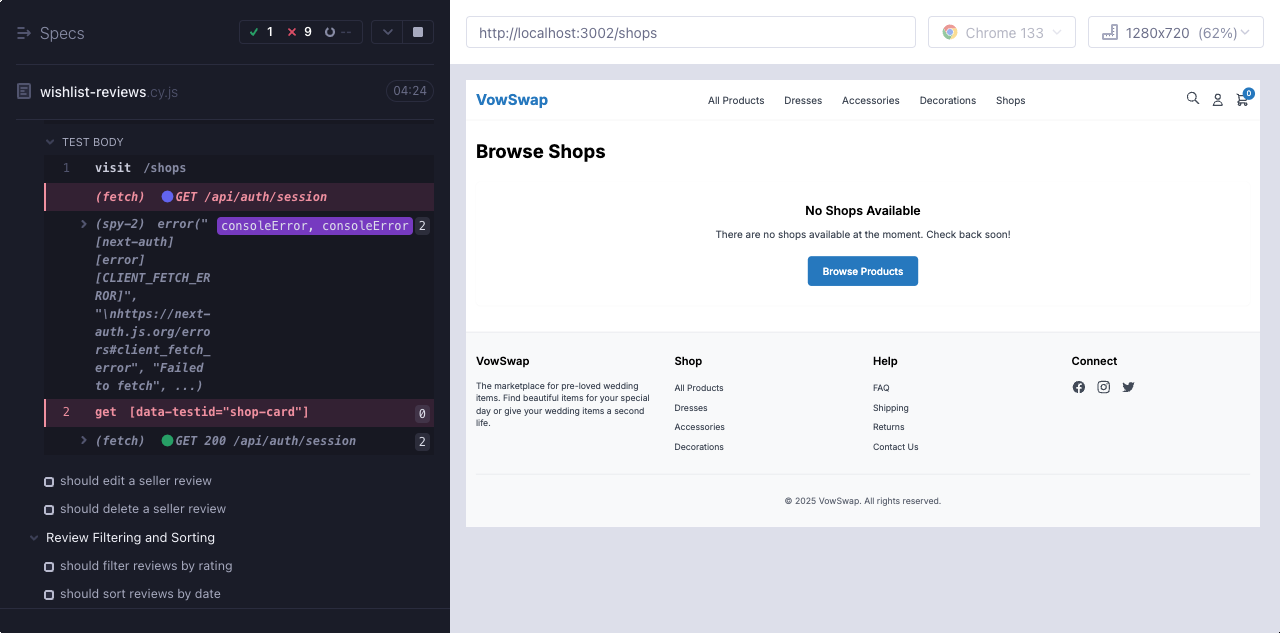 Specs
1
9
--
wishlist-reviews.cy.js
04:24
TEST BODY
1 visit /shops
(fetch) GET /api/auth/session
(spy-2) error(" consoleError, consoleError 2
[next-auth]
[error]
[CLIENT_FETCH_ER
ROR]",
"\nhttps://next-
auth.js.org/erro
rs#client_fetch_
error", "Failed
to fetch", ...)
2 get [data-testid="shop-card"] 0
(fetch) GET 200 /api/auth/session 2
should edit a seller review
should delete a seller review
Review Filtering and Sorting
should filter reviews by rating
should sort reviews by date
http://localhost:3002/shops
Chrome 133
1280x720 (62%)
VowSwap
All Products
Dresses
Accessories
Decorations
Shops
0
Browse Shops
No Shops Available
There are no shops available at the moment. Check back soon!
Browse Products
VowSwap
The marketplace for pre-loved wedding
items. Find beautiful items for your special
day or give your wedding items a second
life.
Shop
All Products
Dresses
Accessories
Decorations
Help
FAQ
Shipping
Returns
Contact Us
Connect
© 2025 VowSwap. All rights reserved.